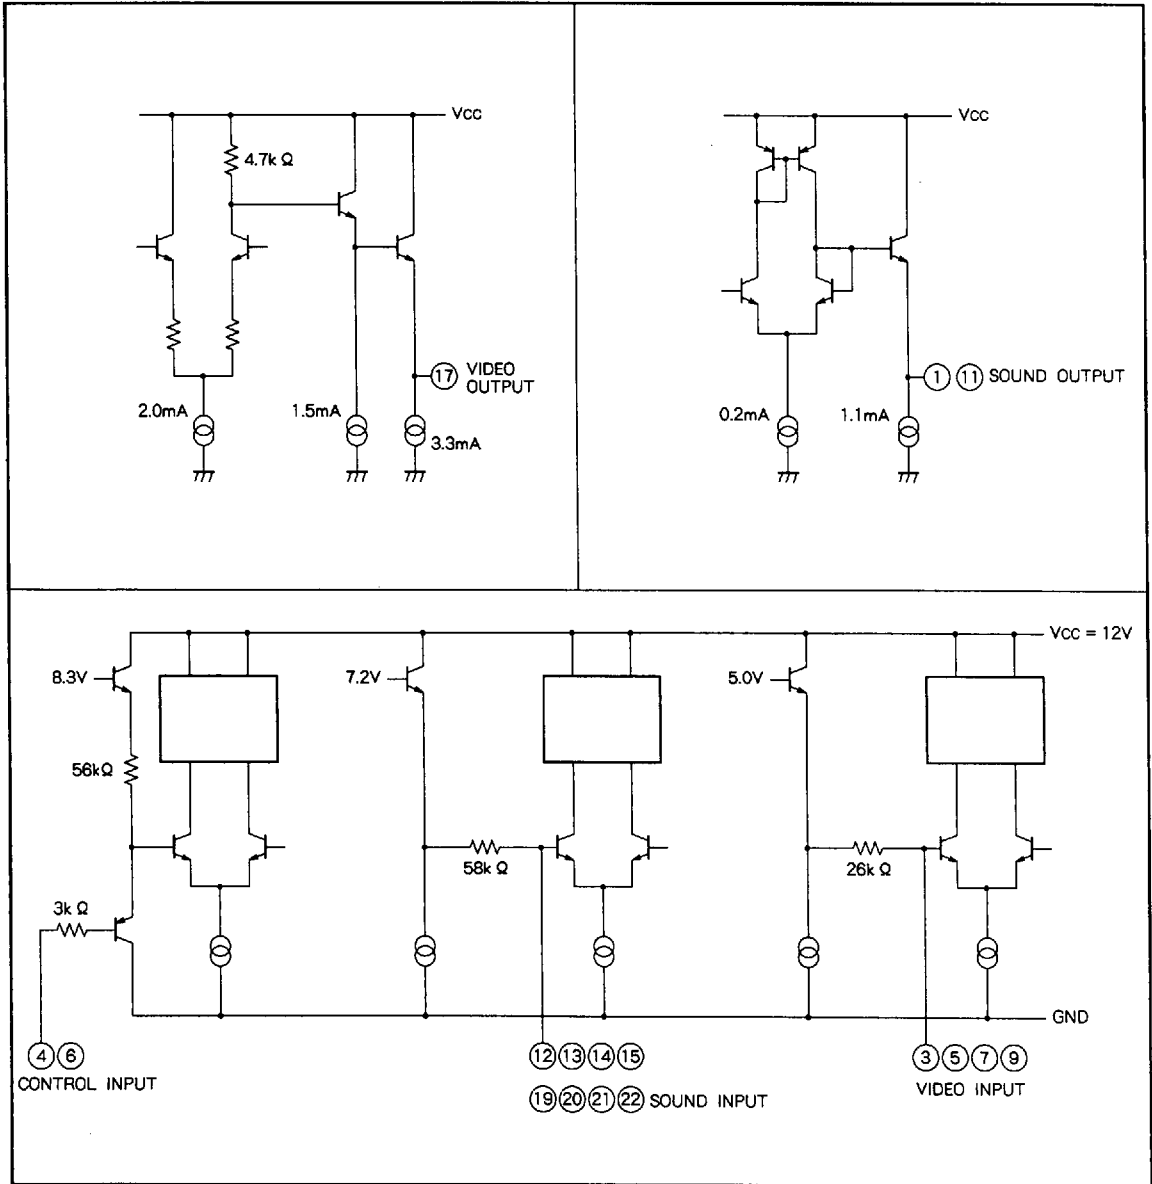 Vcc
4.7k Ω
17 VIDEO OUTPUT
2.0mA
1.5mA
3.3mA
Vcc
1 11 SOUND OUTPUT
0.2mA
1.1mA
Vcc = 12V
8.3V
7.2V
5.0V
56kΩ
58k Ω
26k Ω
3k Ω
GND
4 6
CONTROL INPUT
12 13 14 15
19 20 21 22 SOUND INPUT
3 5 7 9
VIDEO INPUT